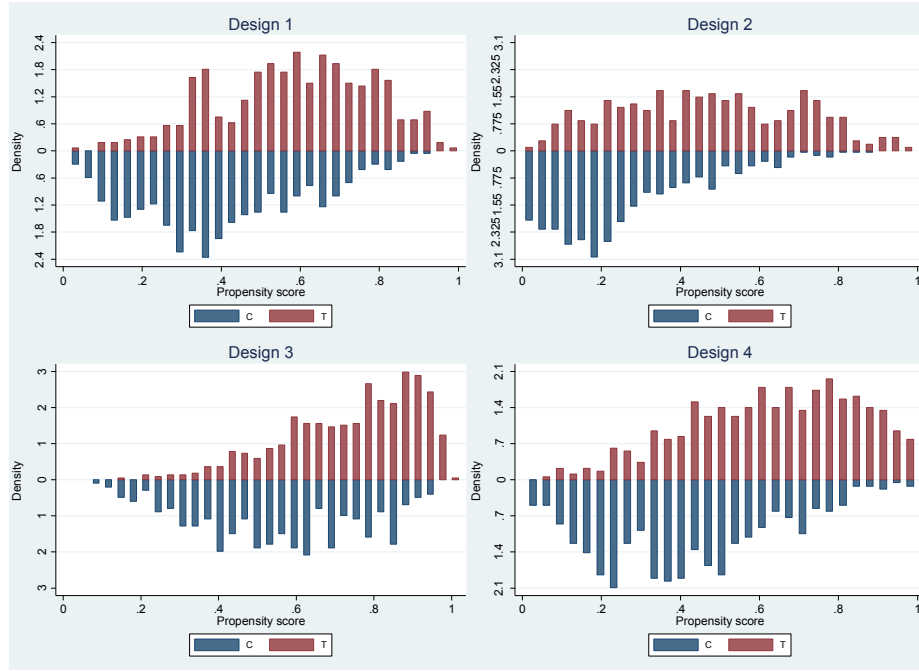 Design 1
Density
2.4
1.8
1.2
.6
0
.6
1.2
1.8
2.4
0
.2
.4
.6
.8
1
Propensity score
C
T
Design 2
Density
3.1
2.325
1.55
.775
0
.775
1.55
2.325
3.1
0
.2
.4
.6
.8
1
Propensity score
C
T
Design 3
Density
3
2
1
0
1
2
3
0
.2
.4
.6
.8
1
Propensity score
C
T
Design 4
Density
2.1
1.4
.7
0
.7
1.4
2.1
0
.2
.4
.6
.8
1
Propensity score
C
T